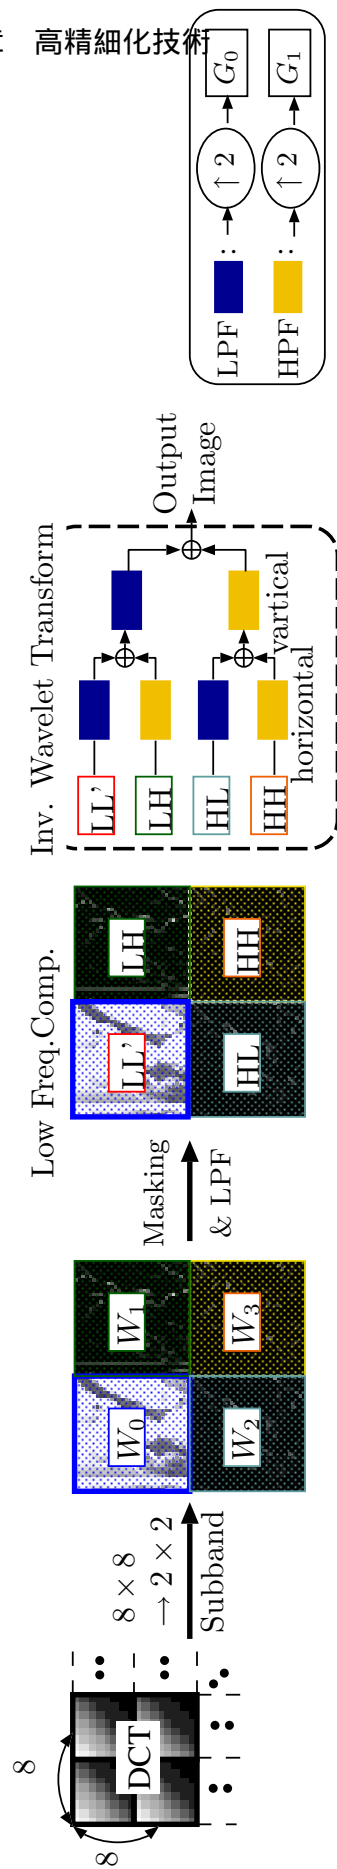 高精細化技術
8
8
DCT
8 × 8
→ 2 × 2
Subband
W₀
W₁
W₂
W₃
Masking
& LPF
Low Freq.Comp.
LL'
LH
HL
HH
Inv. Wavelet Transform
LL'
LH
HL
HH
horizontal
vartical
Output
Image
LPF :
↑ 2
G₀
HPF :
↑ 2
G₁